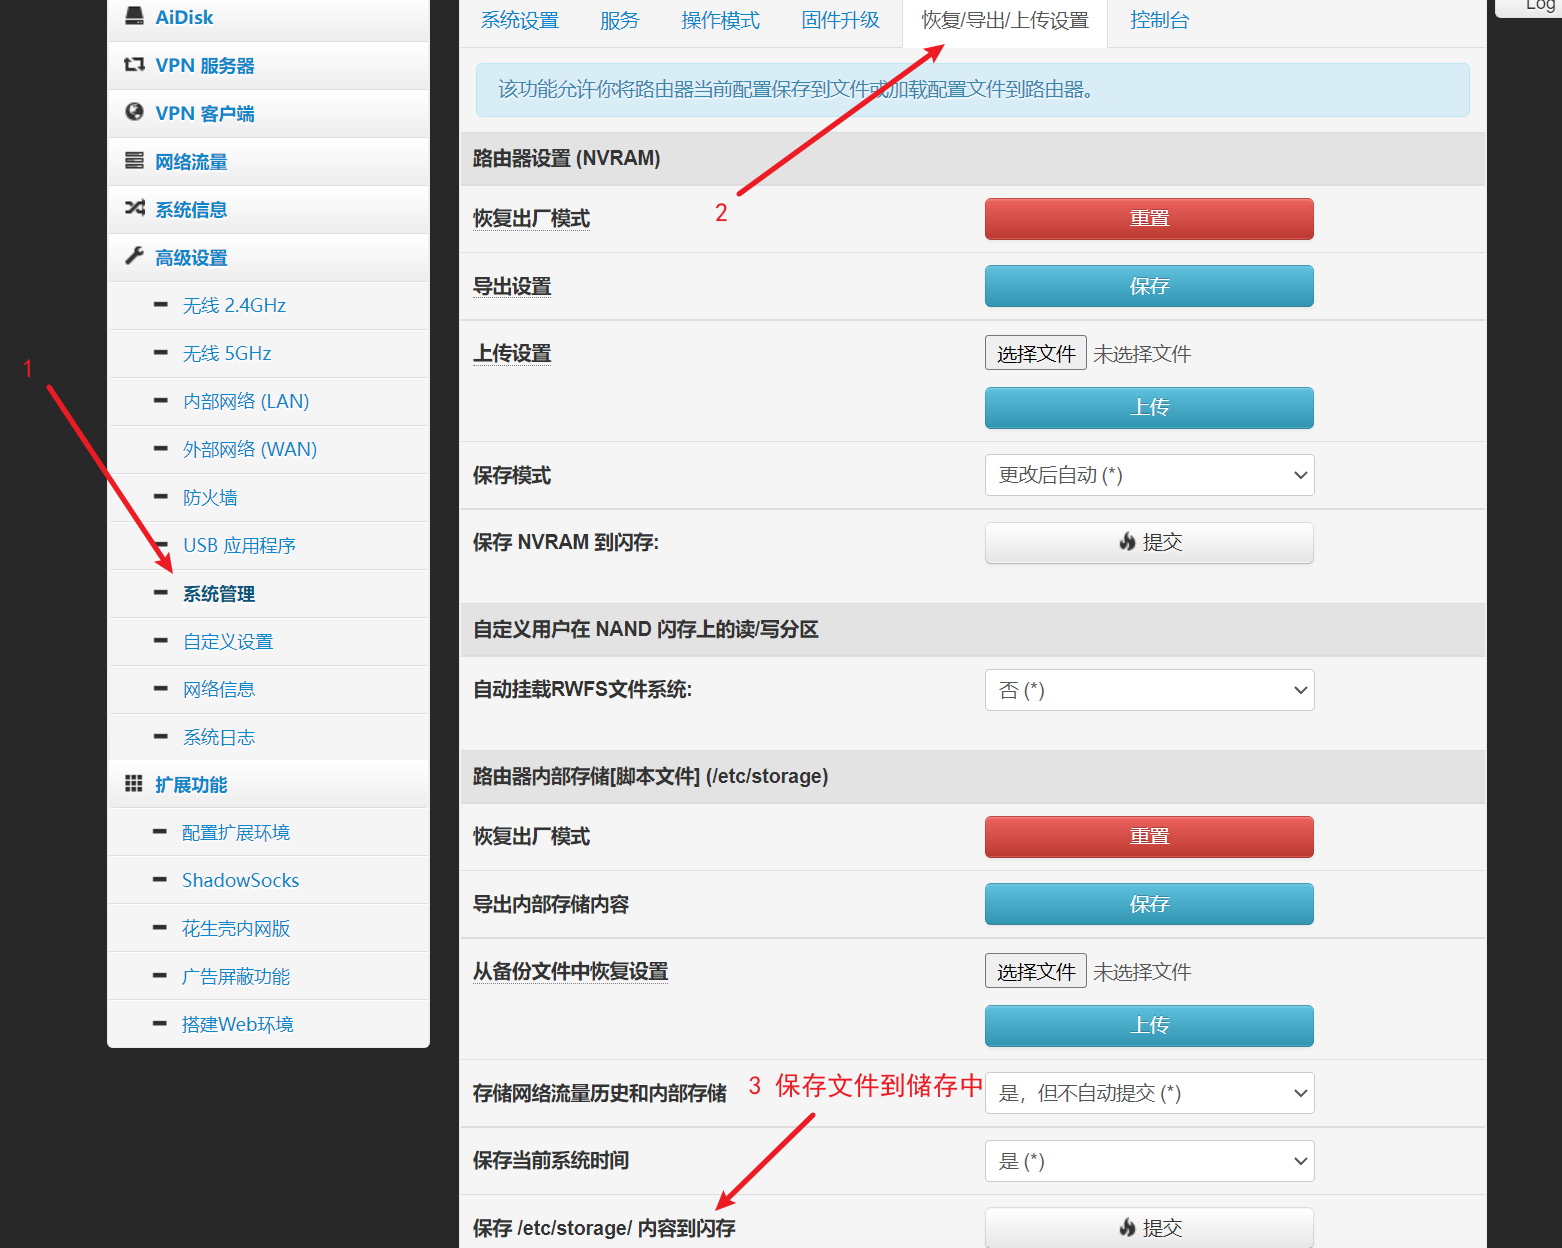 AiDisk
VPN 服务器
VPN 客户端
网络流量
系统信息
高级设置
无线 2.4GHz
无线 5GHz
内部网络 (LAN)
外部网络 (WAN)
防火墙
USB 应用程序
系统管理
自定义设置
网络信息
系统日志
扩展功能
配置扩展环境
ShadowSocks
花生壳内网版
广告屏蔽功能
搭建Web环境
1
系统设置 服务 操作模式 固件升级 恢复/导出/上传设置 控制台
Log
该功能允许你将路由器当前配置保存到文件或加载配置文件到路由器。
路由器设置 (NVRAM)
2
恢复出厂模式 重置
导出设置 保存
上传设置 选择文件 未选择文件
上传
保存模式 更改后自动 (*)
保存 NVRAM 到闪存: 提交
自定义用户在 NAND 闪存上的读/写分区
自动挂载RWFS文件系统: 否 (*)
路由器内部存储[脚本文件] (/etc/storage)
恢复出厂模式 重置
导出内部存储内容 保存
从备份文件中恢复设置 选择文件 未选择文件
上传
3 保存文件到储存中
存储网络流量历史和内部存储 是，但不自动提交 (*)
保存当前系统时间 是 (*)
保存 /etc/storage/ 内容到闪存 提交